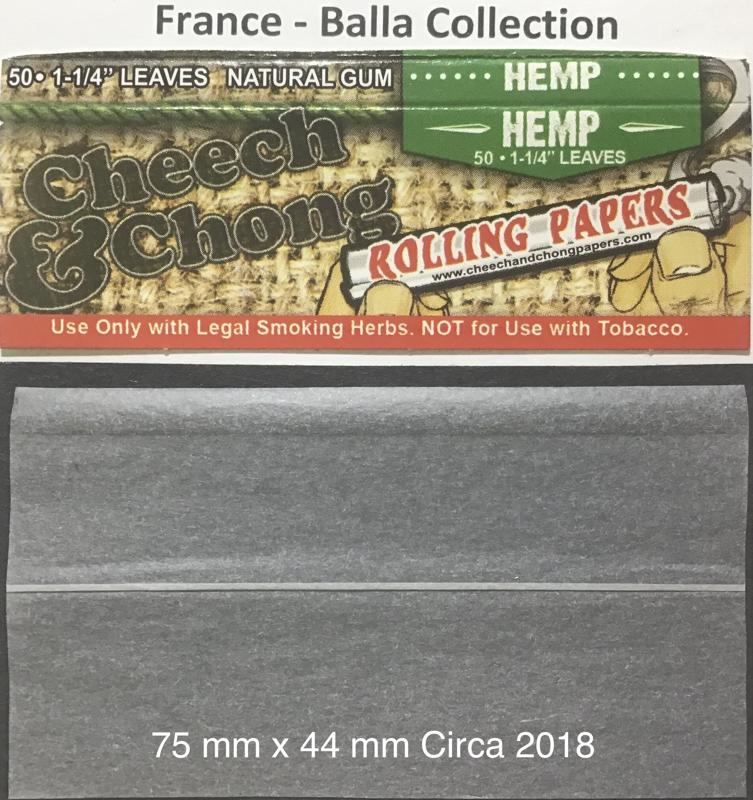 France - Balla Collection
50• 1-1/4” LEAVES NATURAL GUM
······ HEMP ······
HEMP
50 • 1-1/4” LEAVES
Cheech
& Chong
ROLLING PAPERS
www.cheechandchongpapers.com
Use Only with Legal Smoking Herbs. NOT for Use with Tobacco.
75 mm x 44 mm Circa 2018